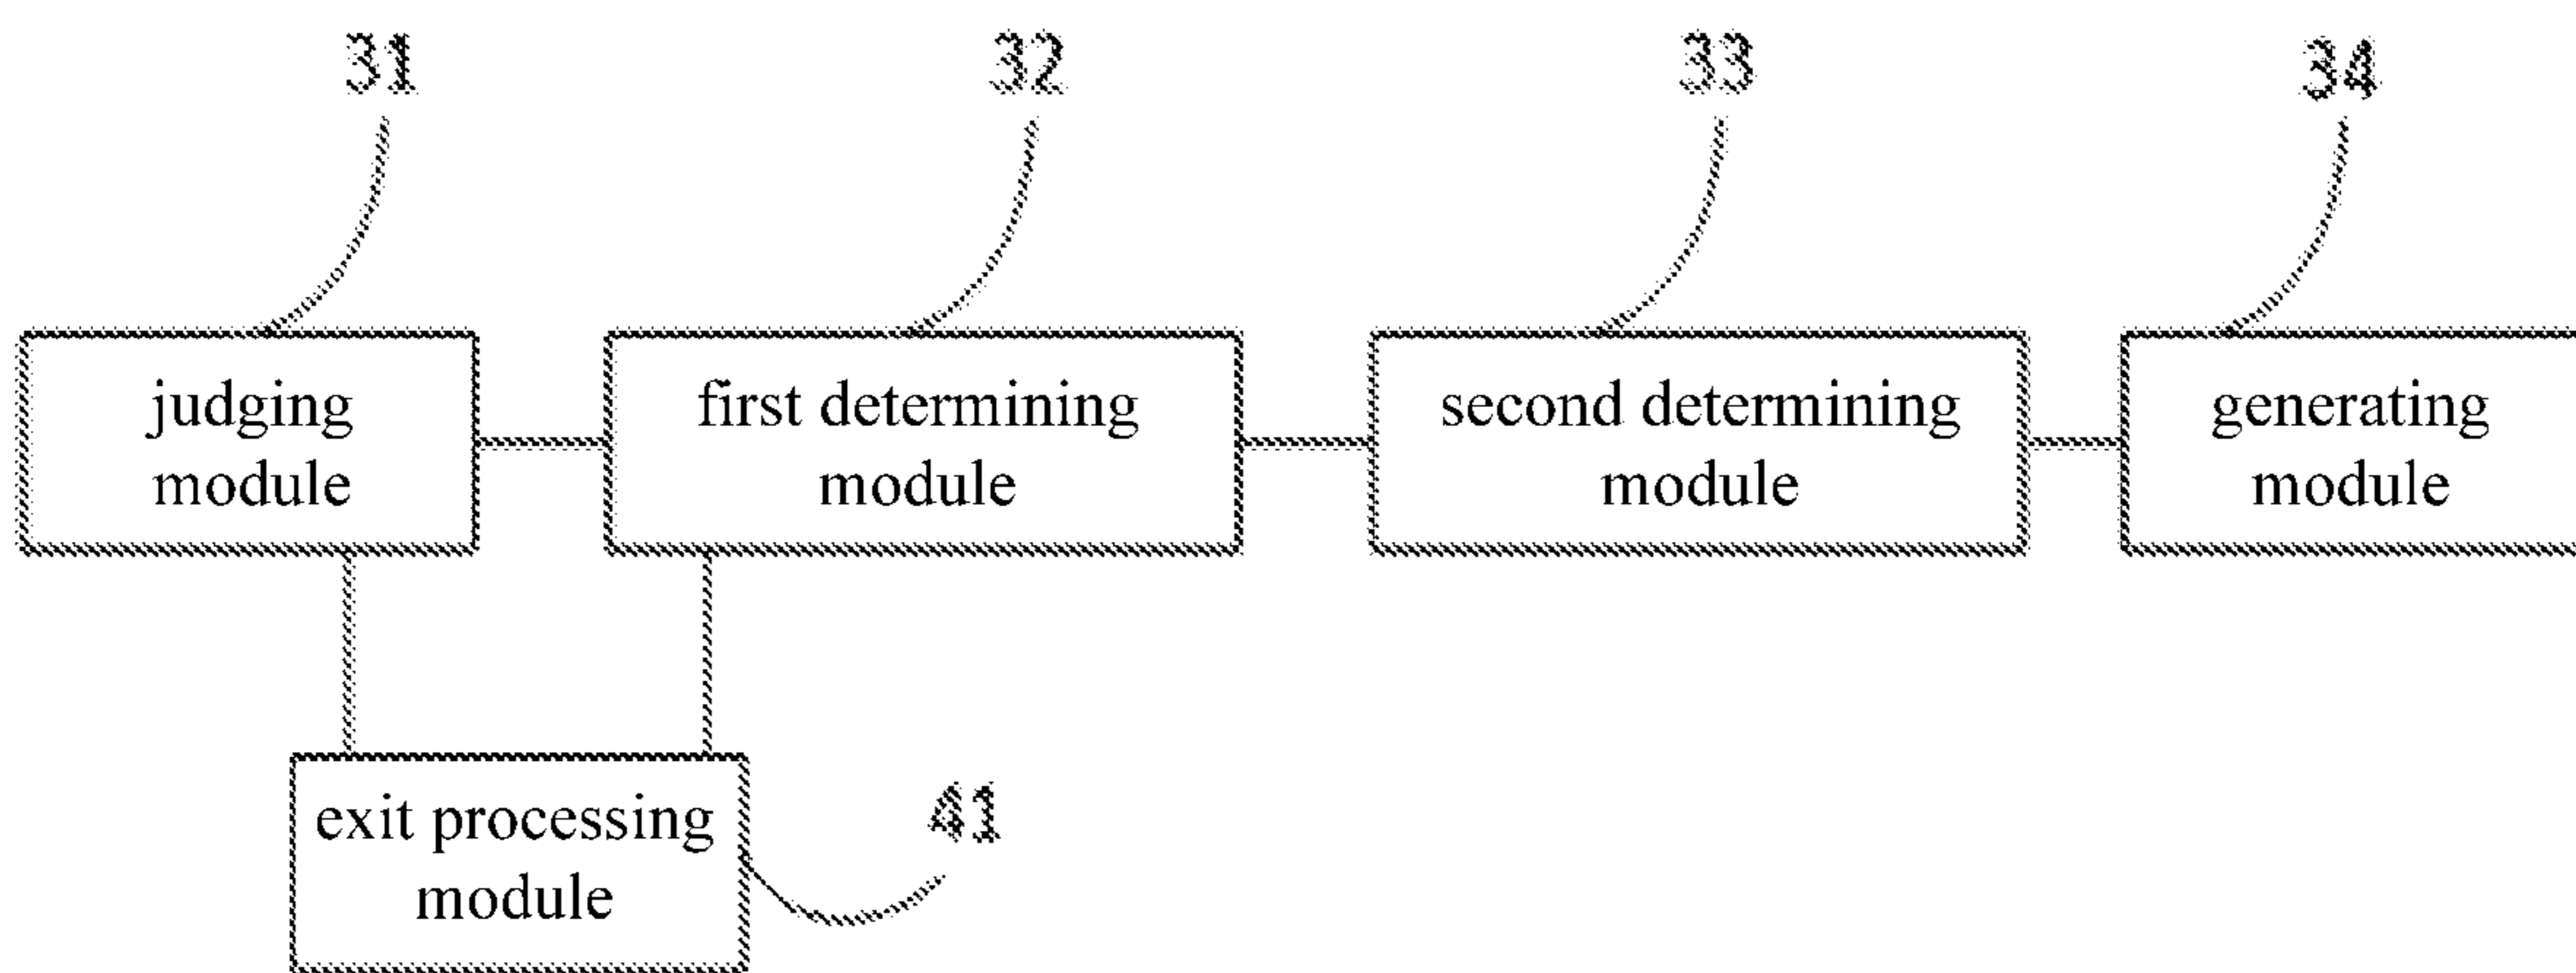 31
32
33
34
judging
module
first determining
module
second determining
module
generating
module
exit processing
module
41